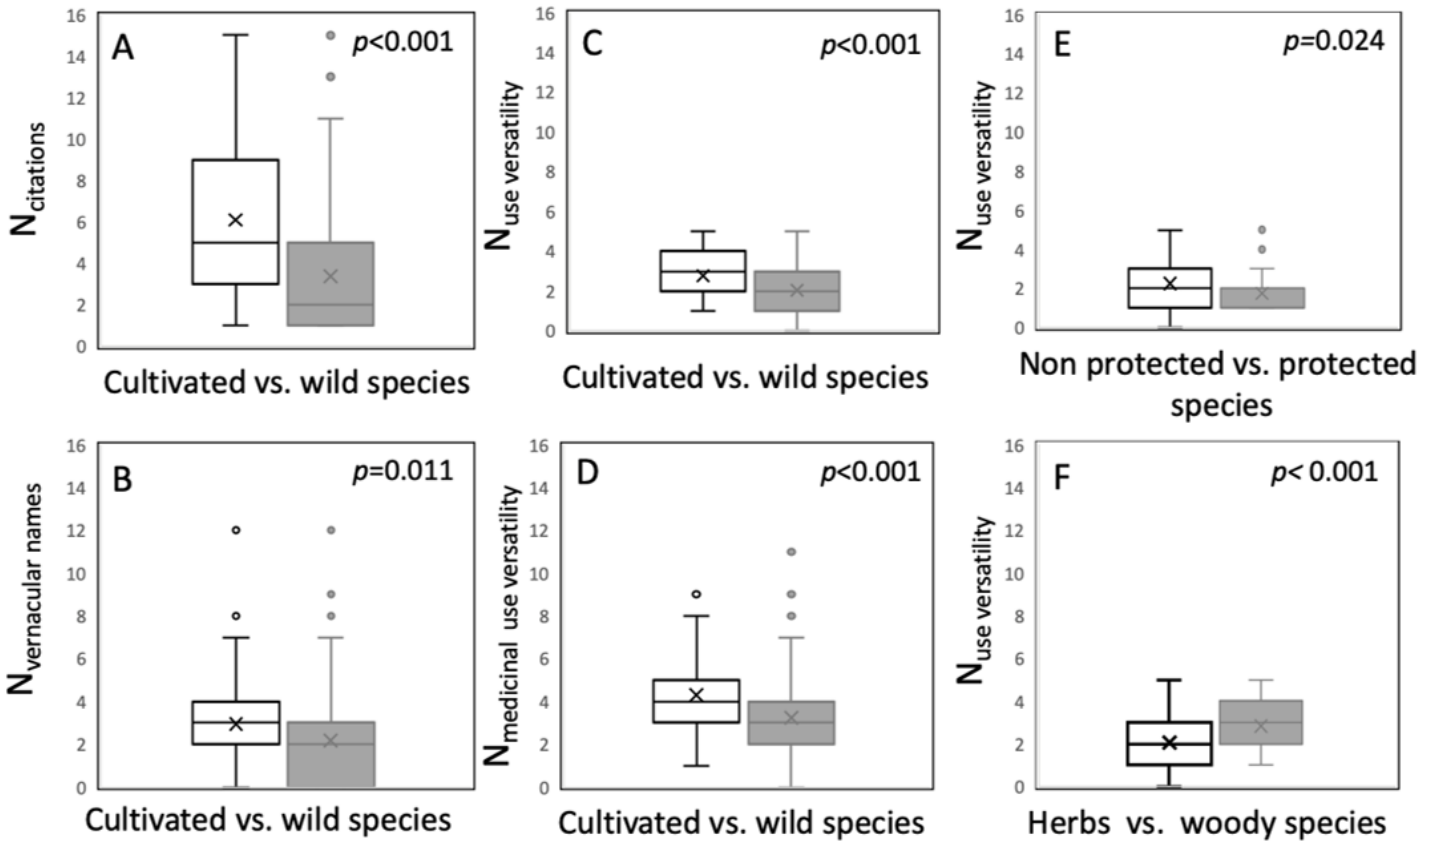 A
p<0.001
16
14
12
10
8
6
4
2
0
Ncitations
Cultivated vs. wild species
C
p<0.001
16
14
12
10
8
6
4
2
0
Nuse versatility
Cultivated vs. wild species
E
p=0.024
16
14
12
10
8
6
4
2
0
Nuse versatility
Non protected vs. protected
species
B
p=0.011
16
14
12
10
8
6
4
2
0
Nvernacular names
Cultivated vs. wild species
D
p<0.001
16
14
12
10
8
6
4
2
0
Nmedicinal use versatility
Cultivated vs. wild species
F
p< 0.001
16
14
12
10
8
6
4
2
0
Nuse versatility
Herbs vs. woody species